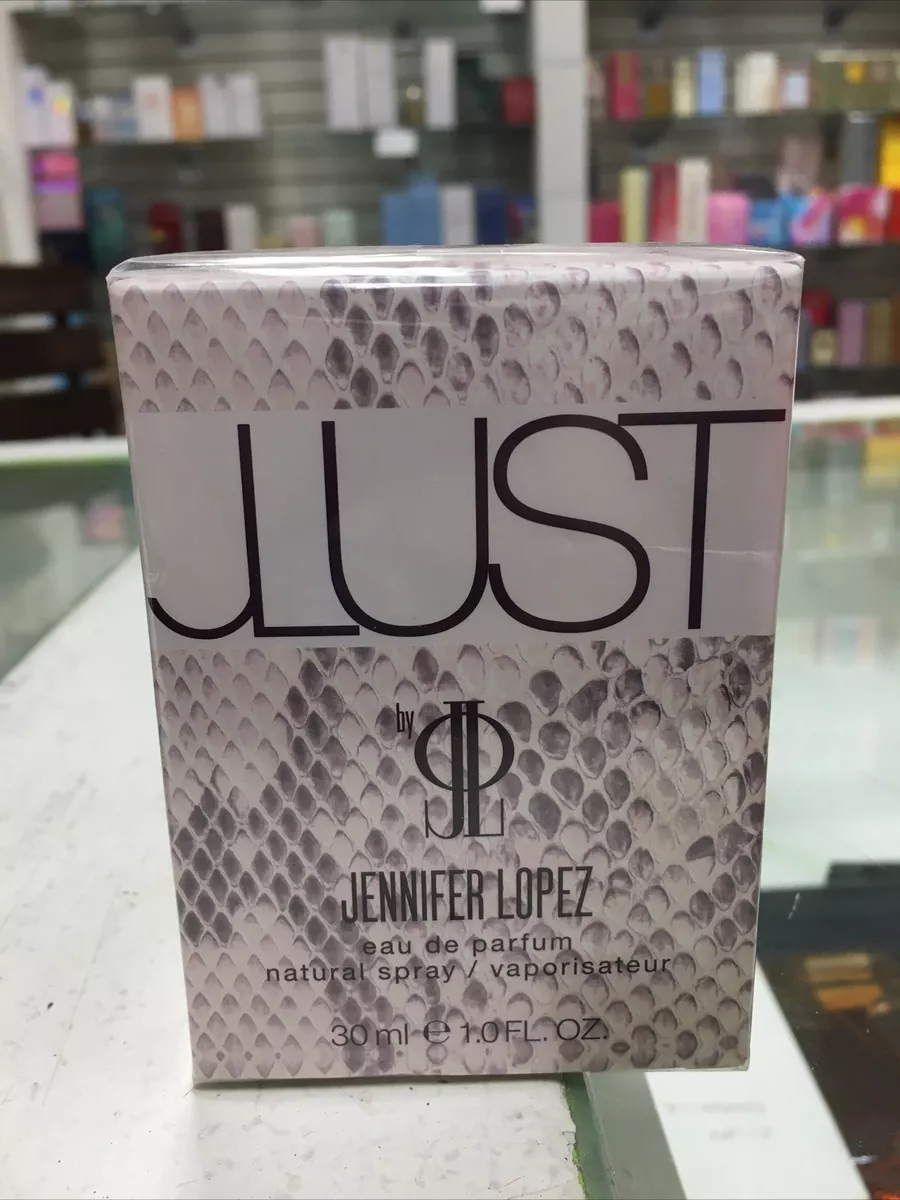 JLUST
by JL
JENNIFER LOPEZ
eau de parfum
natural spray / vaporisateur
30 ml ℮ 1.0 FL. OZ.